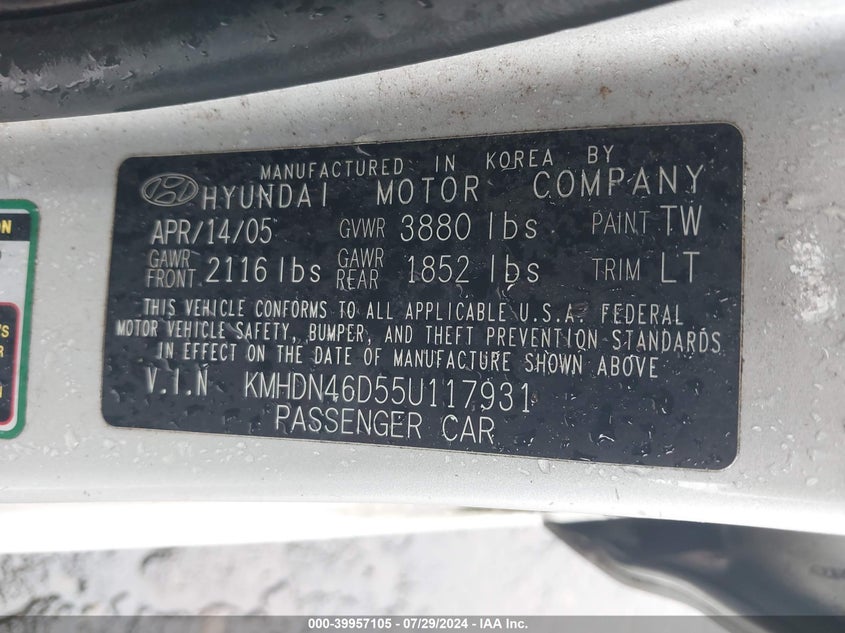 MANUFACTURED IN KOREA BY
HYUNDAI MOTOR COMPANY
APR/14/05 GVWR 3880 lbs PAINT TW
GAWR FRONT 2116 lbs GAWR REAR 1852 lbs TRIM LT
THIS VEHICLE CONFORMS TO ALL APPLICABLE U.S.A. FEDERAL
MOTOR VEHICLE SAFETY, BUMPER, AND THEFT PREVENTION STANDARDS
IN EFFECT ON THE DATE OF MANUFACTURE SHOWN ABOVE
V.I.N KMHDN46D55U117931
PASSENGER CAR
000-39957105 - 07/29/2024 - IAA Inc.